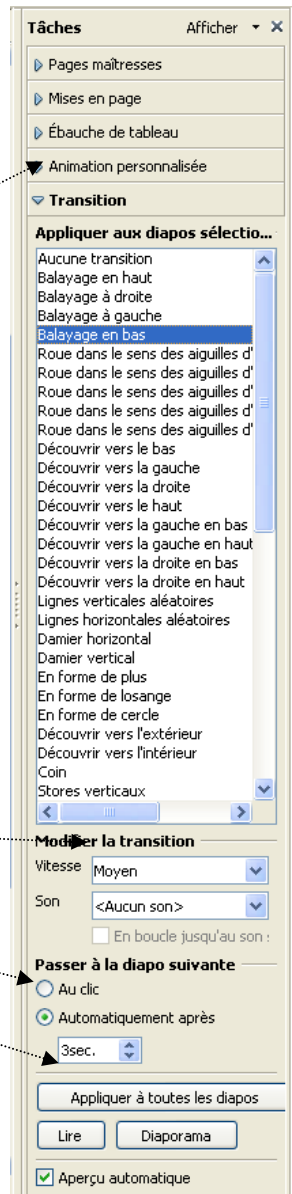 Tâches Afficher
Pages maîtresses
Mises en page
Ébauche de tableau
Animation personnalisée
Transition
Appliquer aux diapos sélectio...
Aucune transition
Balayage en haut
Balayage à droite
Balayage à gauche
Balayage en bas
Roue dans le sens des aiguilles d'
Roue dans le sens des aiguilles d'
Roue dans le sens des aiguilles d'
Roue dans le sens des aiguilles d'
Roue dans le sens des aiguilles d'
Découvrir vers le bas
Découvrir vers la gauche
Découvrir vers la droite
Découvrir vers le haut
Découvrir vers la gauche en bas
Découvrir vers la gauche en haut
Découvrir vers la droite en bas
Découvrir vers la droite en haut
Lignes verticales aléatoires
Lignes horizontales aléatoires
Damier horizontal
Damier vertical
En forme de plus
En forme de losange
En forme de cercle
Découvrir vers l'extérieur
Découvrir vers l'intérieur
Coin
Stores verticaux
Modifier la transition
Vitesse Moyen
Son <Aucun son>
En boucle jusqu'au son
Passer à la diapo suivante
Au clic
Automatiquement après
3sec.
Appliquer à toutes les diapos
Lire Diaporama
Aperçu automatique